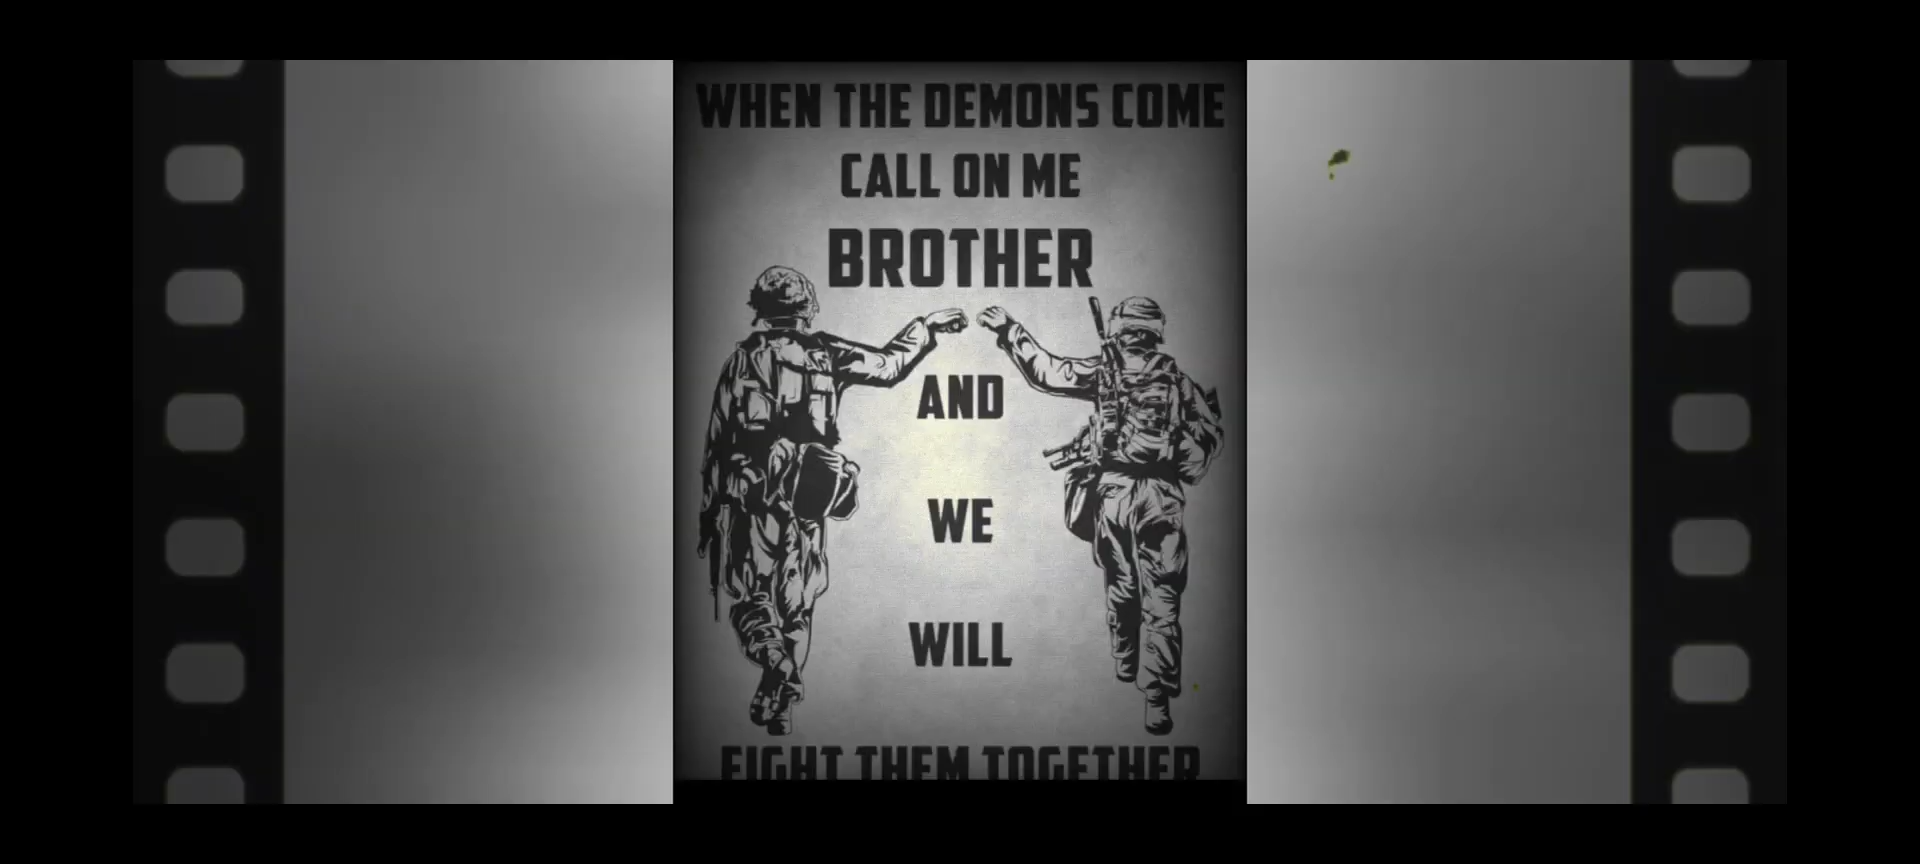 WHEN THE DEMONS COME
CALL ON ME
BROTHER
AND
WE
WILL
FIGHT THEM TOGETHER